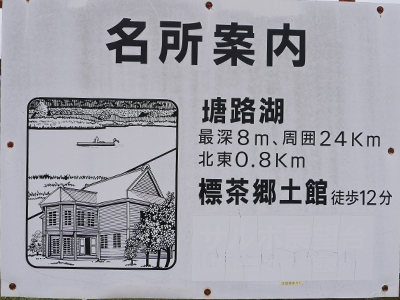 名所案内
塘路湖
最深8m、周囲24Km
北東0.8Km
標茶郷土館 徒歩12分